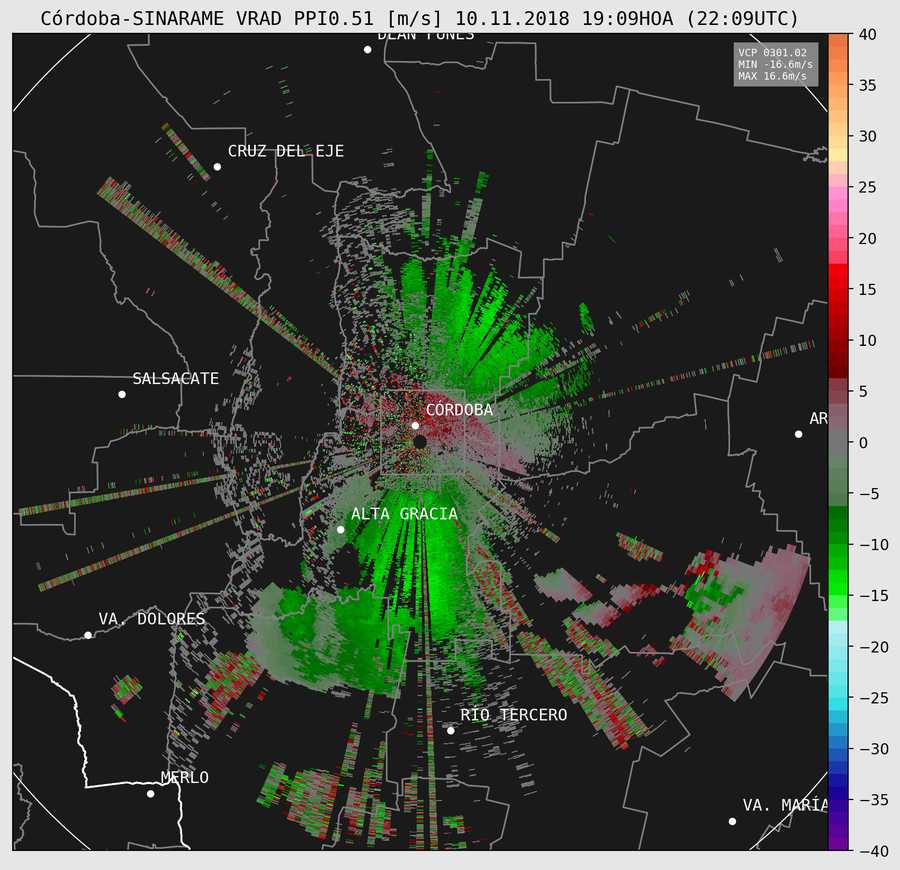 Córdoba-SINARAME VRAD PPI0.51 [m/s] 10.11.2018 19:09HOA (22:09UTC)
DEÁN FUNES
VCP 0301.02
MIN -16.6m/s
MAX 16.6m/s
CRUZ DEL EJE
SALSACATE
CÓRDOBA
AR
ALTA GRACIA
VA. DOLORES
RÍO TERCERO
MERLO
VA. MARÍA
40
35
30
25
20
15
10
5
0
−5
−10
−15
−20
−25
−30
−35
−40